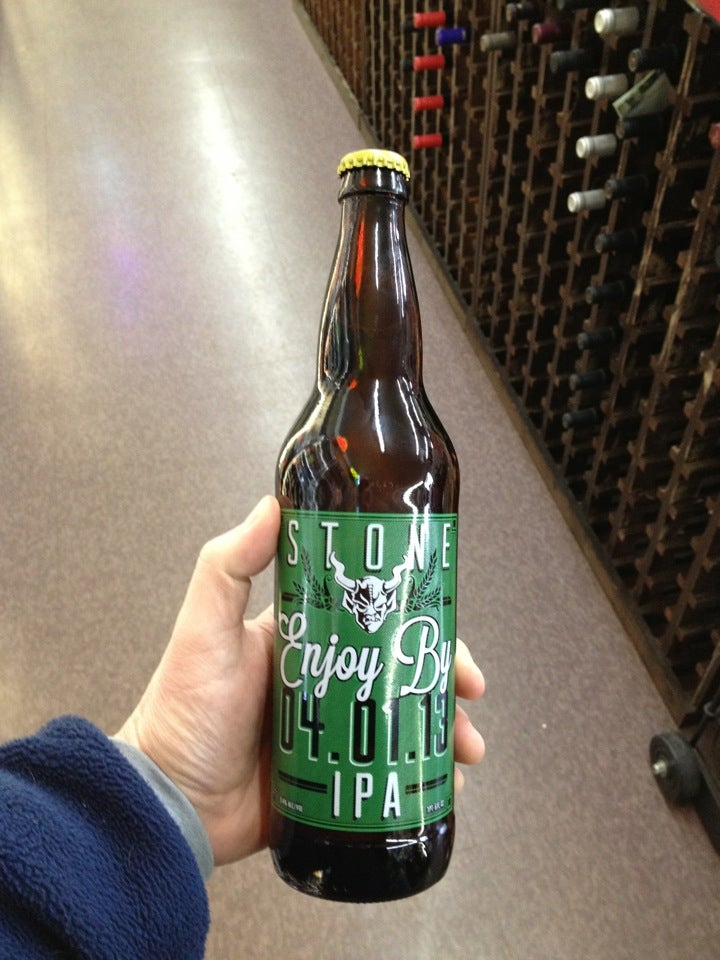 STONE
Enjoy By
04.01.13
IPA